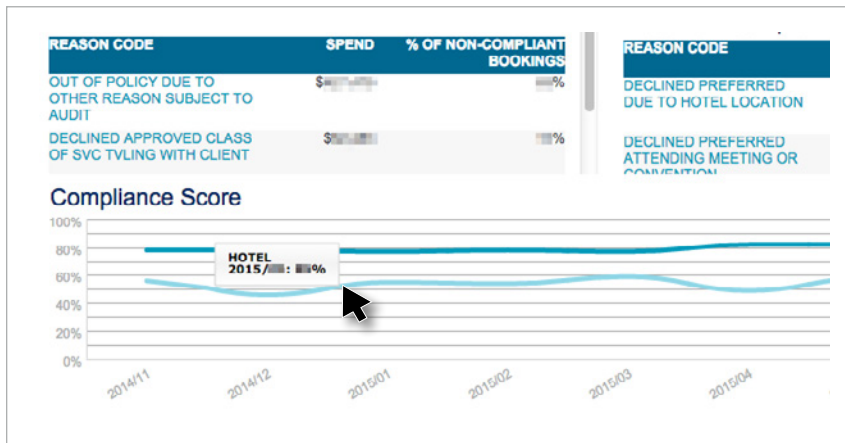 REASON CODE SPEND % OF NON-COMPLIANT
BOOKINGS
OUT OF POLICY DUE TO
OTHER REASON SUBJECT TO
AUDIT
$ %
DECLINED APPROVED CLASS
OF SVC TVLING WITH CLIENT
$ %
REASON CODE
DECLINED PREFERRED
DUE TO HOTEL LOCATION
DECLINED PREFERRED
ATTENDING MEETING OR
CONVENTION
Compliance Score
100%
80%
60%
40%
20%
0%
HOTEL
2015/ : %
2014/11 2014/12 2015/01 2015/02 2015/03 2015/04